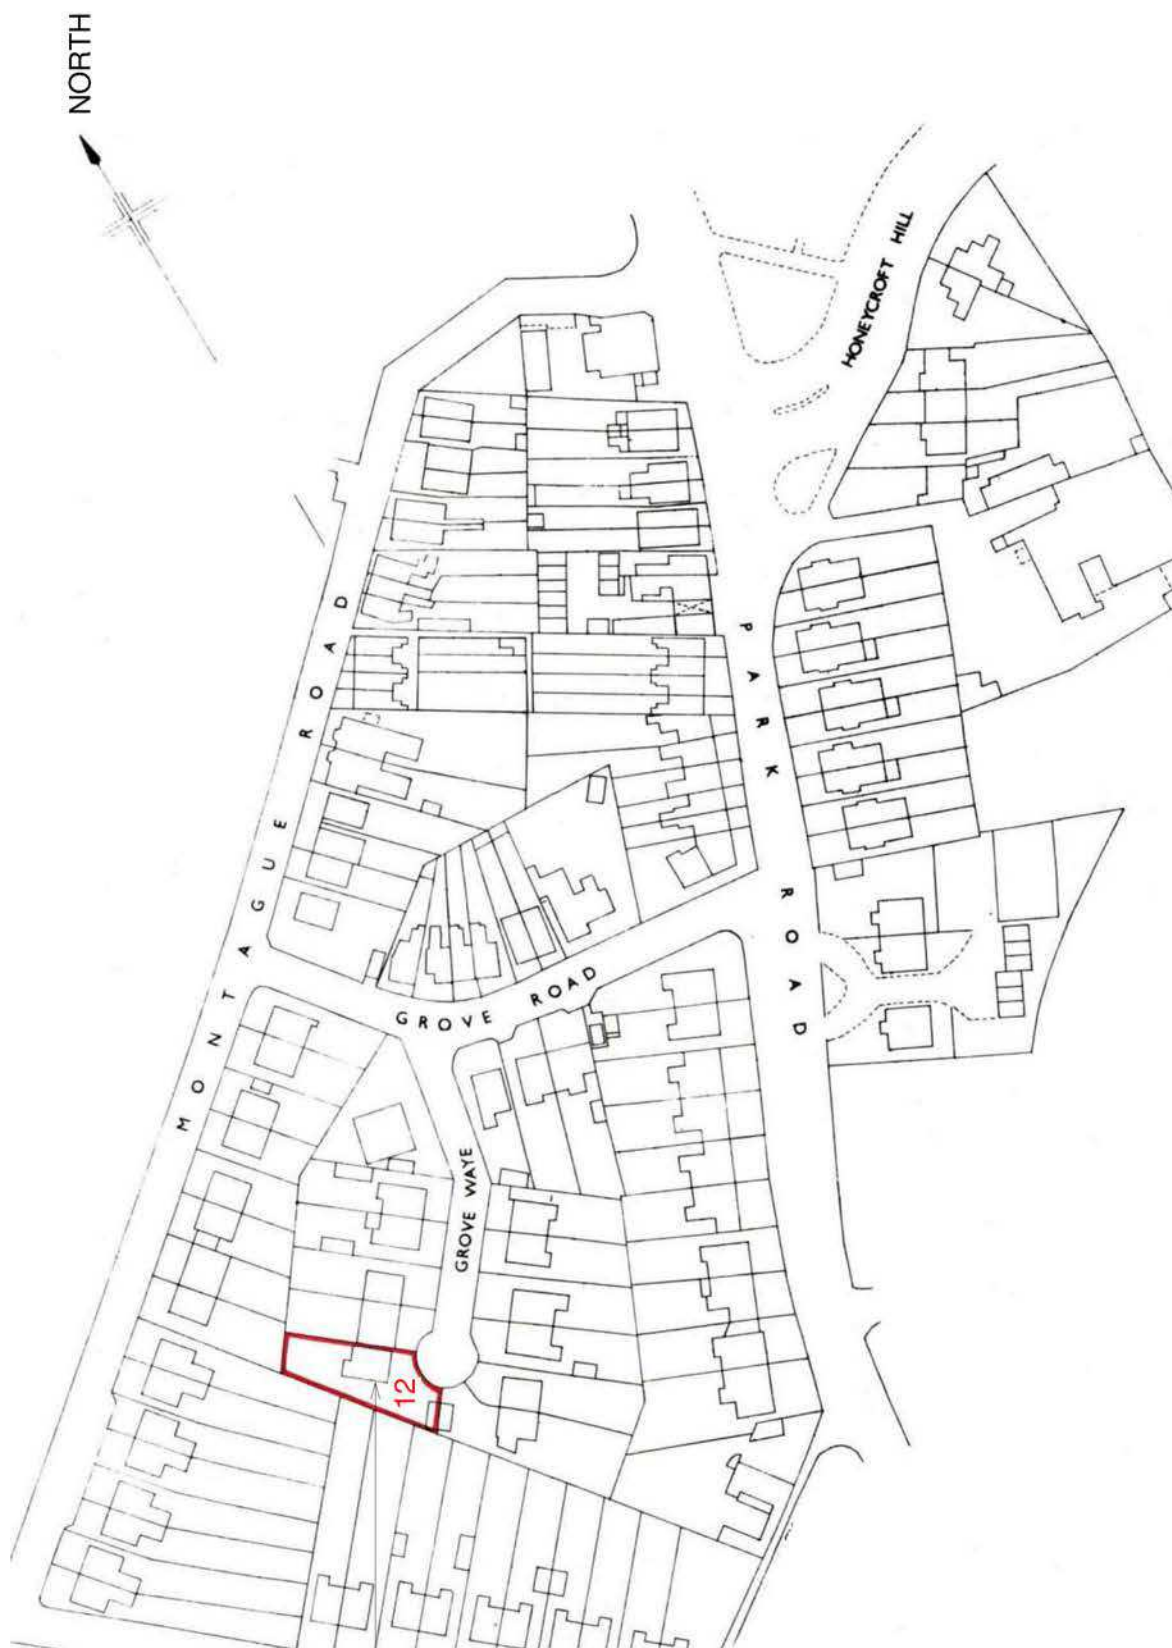 NORTH
HONEYCROFT HILL
MONTAGUE ROAD
PARK ROAD
GROVE ROAD
GROVE WAYE
12